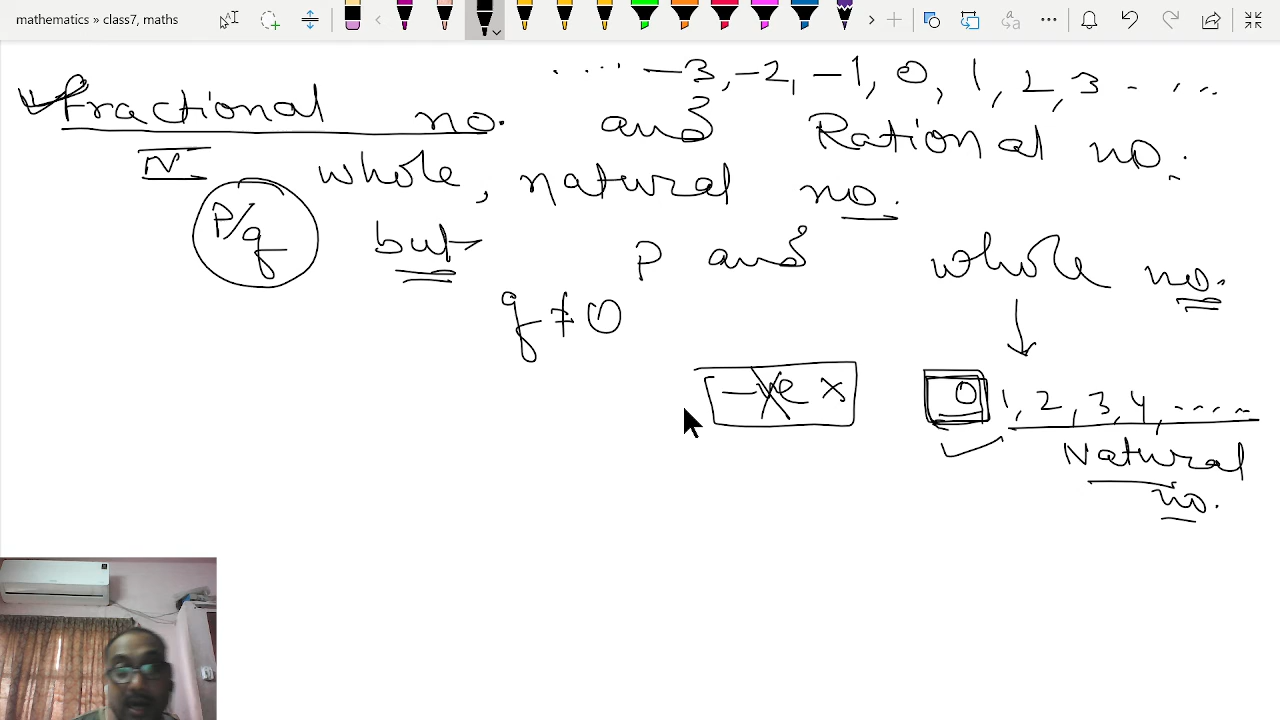 mathematics » class7, maths
..... -3, -2, -1, 0, 1, 2, 3 - ....
fractional no. and Rational no.
N. whole, natural no.
P/q but p and whole no.
q ≠ 0
-ve x 0 1, 2, 3, 4, .....
Natural
no.